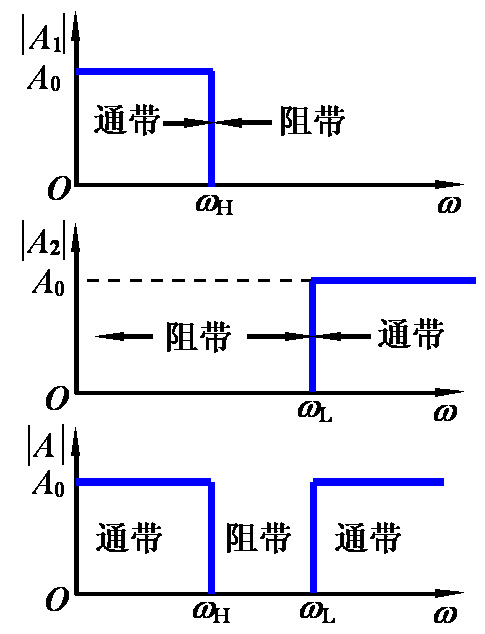 |A₁|
A₀
通带 阻带
O ω_H ω
|A₂|
A₀
阻带 通带
O ω_L ω
|A|
A₀
通带 阻带 通带
O ω_H ω_L ω